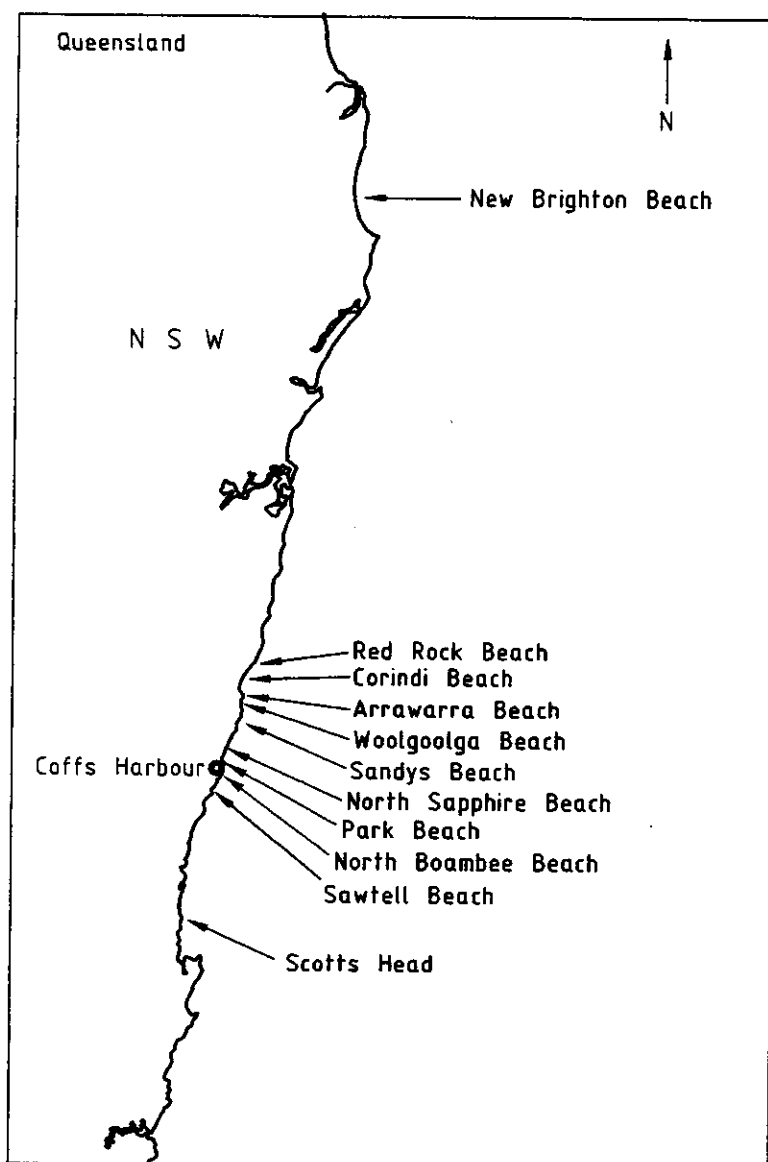 Queensland
N
New Brighton Beach
N S W
Red Rock Beach
Corindi Beach
Arrawarra Beach
Woolgoolga Beach
Sandys Beach
Coffs Harbour
North Sapphire Beach
Park Beach
North Boambee Beach
Sawtell Beach
Scotts Head